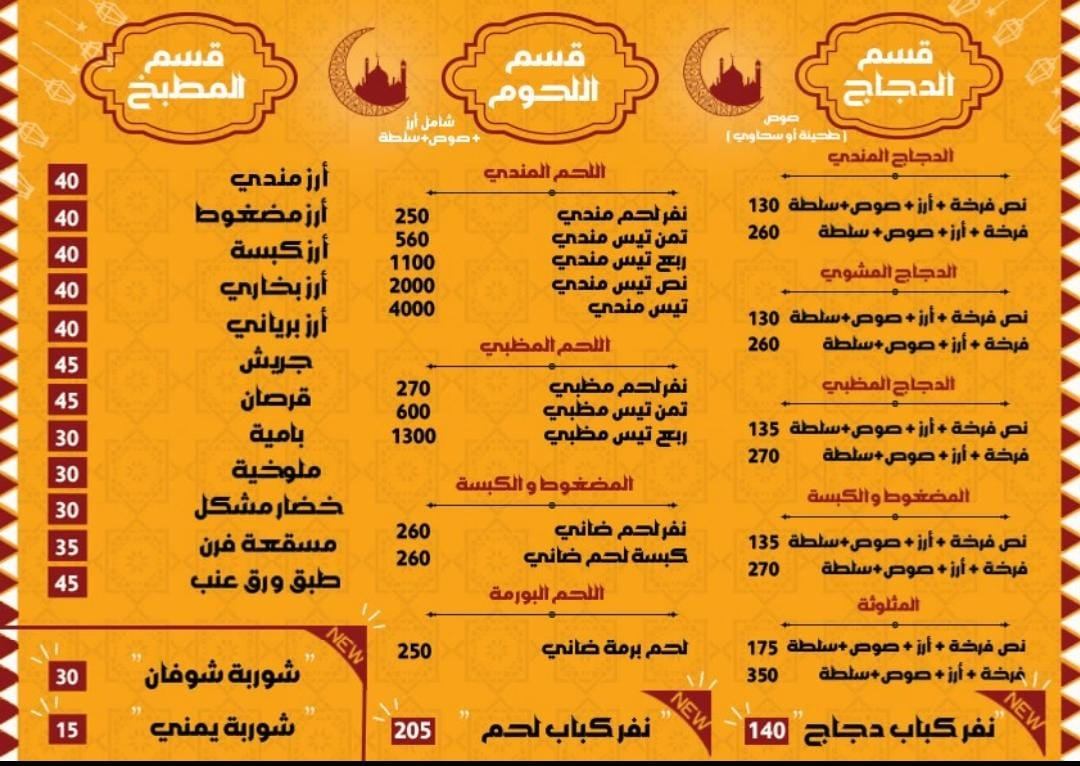 قسم
الدجاج
صوص
( طحينة أو سحاوي )
الدجاج المندي
نص فرخة + أرز + صوص+سلطة 130
فرخة + أرز + صوص+ سلطة 260
الدجاج المشوي
نص فرخة + أرز + صوص+سلطة 130
فرخة + أرز + صوص+ سلطة 260
الدجاج المظبي
نص فرخة + أرز + صوص+سلطة 135
فرخة + أرز + صوص+ سلطة 270
المضغوط والكبسة
نص فرخة + أرز + صوص+سلطة 135
فرخة + أرز + صوص+ سلطة 270
المثلوثة
نص فرخة + أرز + صوص+سلطة 175
فرخة + أرز + صوص+ سلطة 350
NEW
" نفر كباب دجاج " 140
قسم
اللحوم
شامل أرز
+ صوص+سلطة
اللحم المندي
نفر لحم مندي 250
تمن تيس مندي 560
ربع تيس مندي 1100
نص تيس مندي 2000
تيس مندي 4000
اللحم المظبي
نفر لحم مظبي 270
تمن تيس مظبي 600
ربع تيس مظبي 1300
المضغوط و الكبسة
نفر لحم ضاني 260
كبسة لحم ضاني 260
اللحم البورمة
لحم برمة ضاني 250
NEW
" نفر كباب لحم " 205
قسم
المطبخ
أرز مندي 40
أرز مضغوط 40
أرز كبسة 40
أرز بخاري 40
أرز برياني 40
جريش 45
قرصان 45
بامية 30
ملوخية 30
خضار مشكل 30
مسقعة فرن 35
طبق ورق عنب 45
NEW
" شوربة شوفان " 30
" شوربة يمني " 15